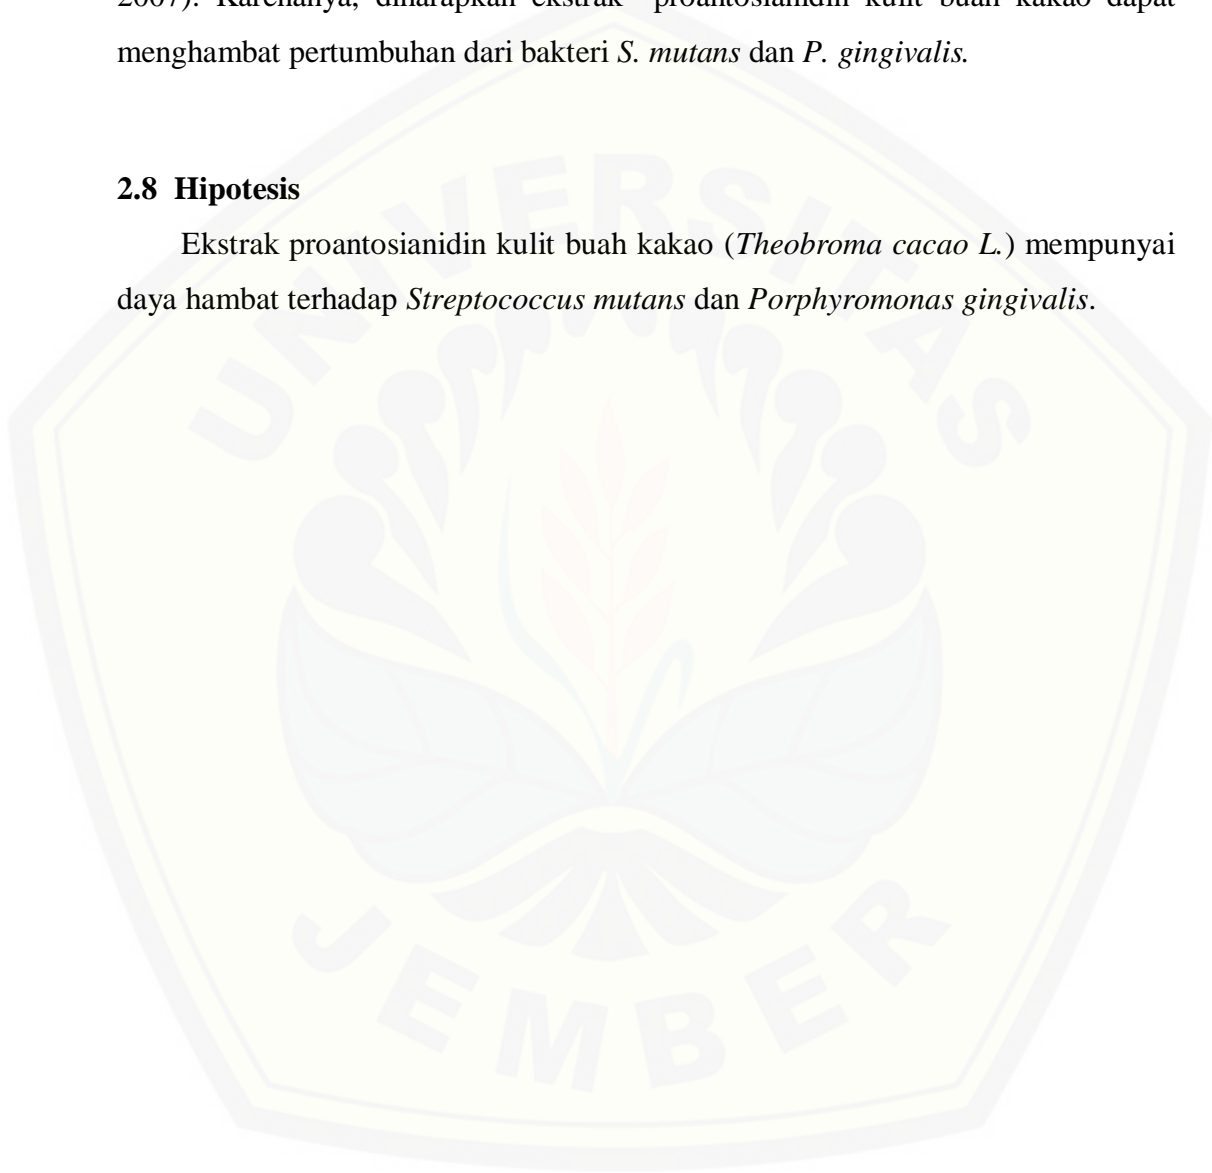 2007). Karenanya, diharapkan ekstrak proantosianidin kulit buah kakao dapat
menghambat pertumbuhan dari bakteri S. mutans dan P. gingivalis.
2.8 Hipotesis
Ekstrak proantosianidin kulit buah kakao (Theobroma cacao L.) mempunyai
daya hambat terhadap Streptococcus mutans dan Porphyromonas gingivalis.
UNIVERSITAS
JEMBER